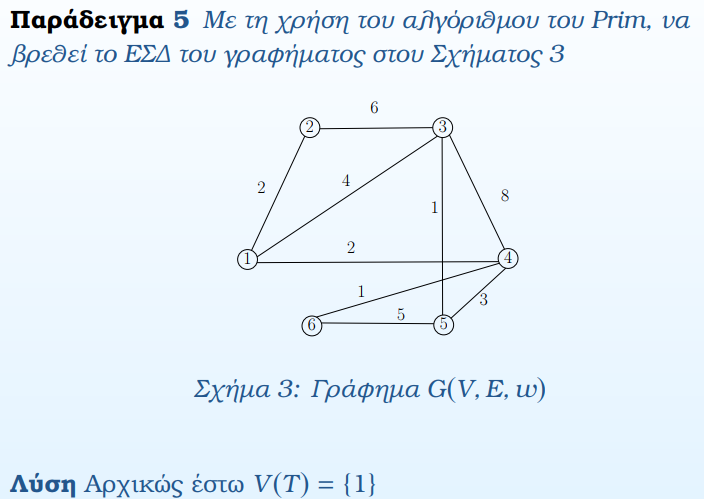 Παράδειγμα 5 Με τη χρήση του αλγόριθμου του Prim, να
βρεθεί το ΕΣΔ του γραφήματος στου Σχήματος 3
6
2 3
2 4 8
1
2
1 4
1
3
5
6 5
Σχήμα 3: Γράφημα G(V, E, w)
Λύση Αρχικώς έστω V(T) = {1}